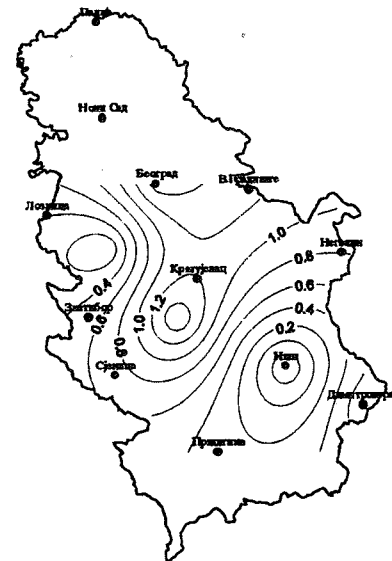 Палић
Нови Сад
Београд
В.Градиште
Лозница
1.0
Неготин
0.8
Крагујевац
0.6
0.4
1.2
0.4
Златибор
0.6
1.0
0.2
0.8
Ниш
Сјеница
Димитровград
Приштина